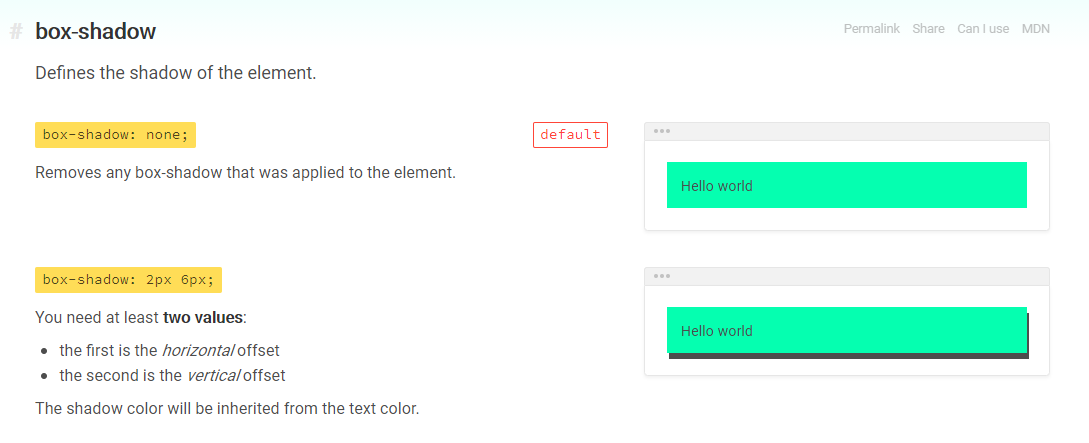 # box-shadow
Permalink Share Can I use MDN
Defines the shadow of the element.
box-shadow: none;
default
Removes any box-shadow that was applied to the element.
Hello world
box-shadow: 2px 6px;
You need at least two values:
• the first is the horizontal offset
• the second is the vertical offset
The shadow color will be inherited from the text color.
Hello world